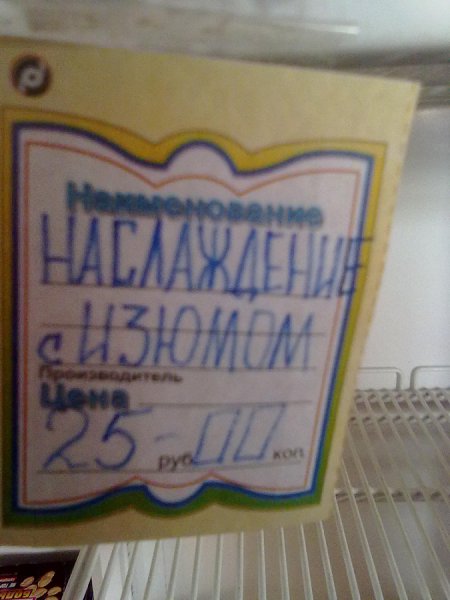 Наименование
НАСЛАЖДЕНИЕ
с ИЗЮМОМ
Производитель
Цена
25-руб 00 коп